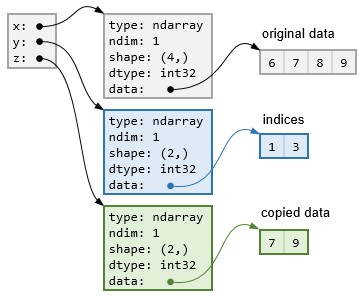 x:
y:
z:
type: ndarray
ndim: 1
shape: (4,)
dtype: int32
data:
original data
6 7 8 9
type: ndarray
ndim: 1
shape: (2,)
dtype: int32
data:
indices
1 3
type: ndarray
ndim: 1
shape: (2,)
dtype: int32
data:
copied data
7 9